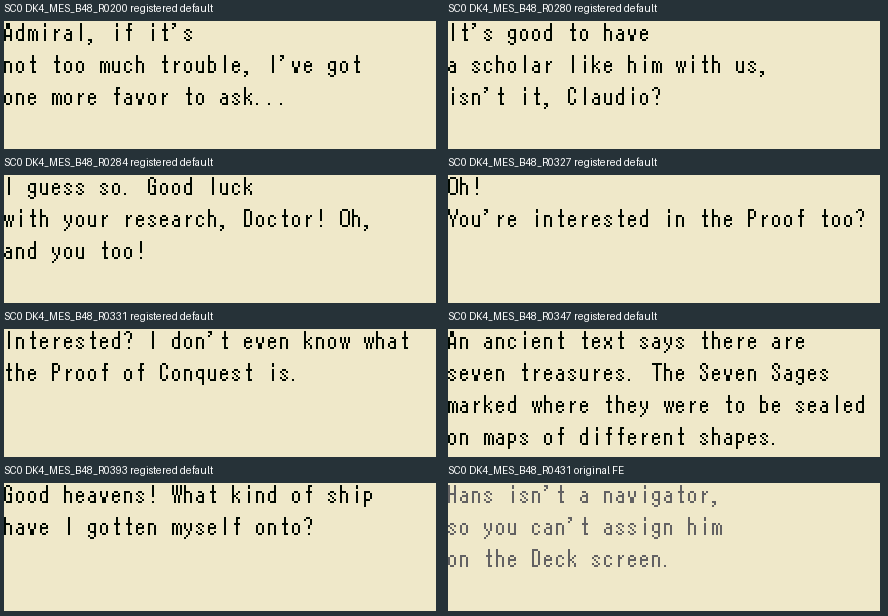 SC0 DK4_MES_B48_R0200 registered default
Admiral, if it's
not too much trouble, I've got
one more favor to ask...
SC0 DK4_MES_B48_R0280 registered default
It's good to have
a scholar like him with us,
isn't it, Claudio?
SC0 DK4_MES_B48_R0284 registered default
I guess so. Good luck
with your research, Doctor! Oh,
and you too!
SC0 DK4_MES_B48_R0327 registered default
Oh!
You're interested in the Proof too?
SC0 DK4_MES_B48_R0331 registered default
Interested? I don't even know what
the Proof of Conquest is.
SC0 DK4_MES_B48_R0347 registered default
An ancient text says there are
seven treasures. The Seven Sages
marked where they were to be sealed
on maps of different shapes.
SC0 DK4_MES_B48_R0393 registered default
Good heavens! What kind of ship
have I gotten myself onto?
SC0 DK4_MES_B48_R0431 original FE
Hans isn't a navigator,
so you can't assign him
on the Deck screen.